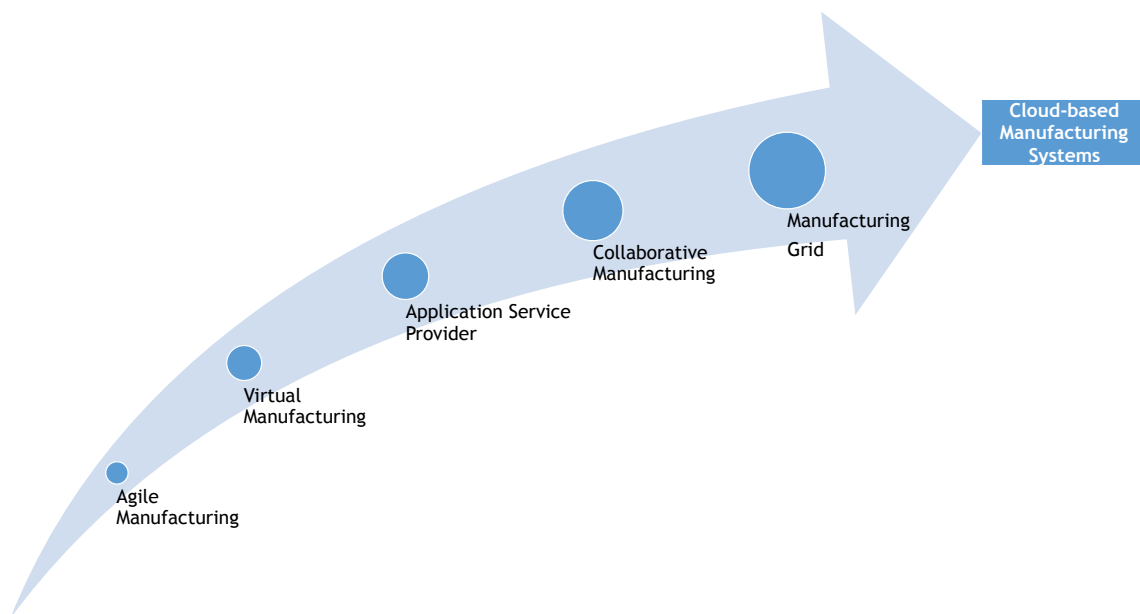 Cloud-based
Manufacturing
Systems
Manufacturing
Grid
Collaborative
Manufacturing
Application Service
Provider
Virtual
Manufacturing
Agile
Manufacturing